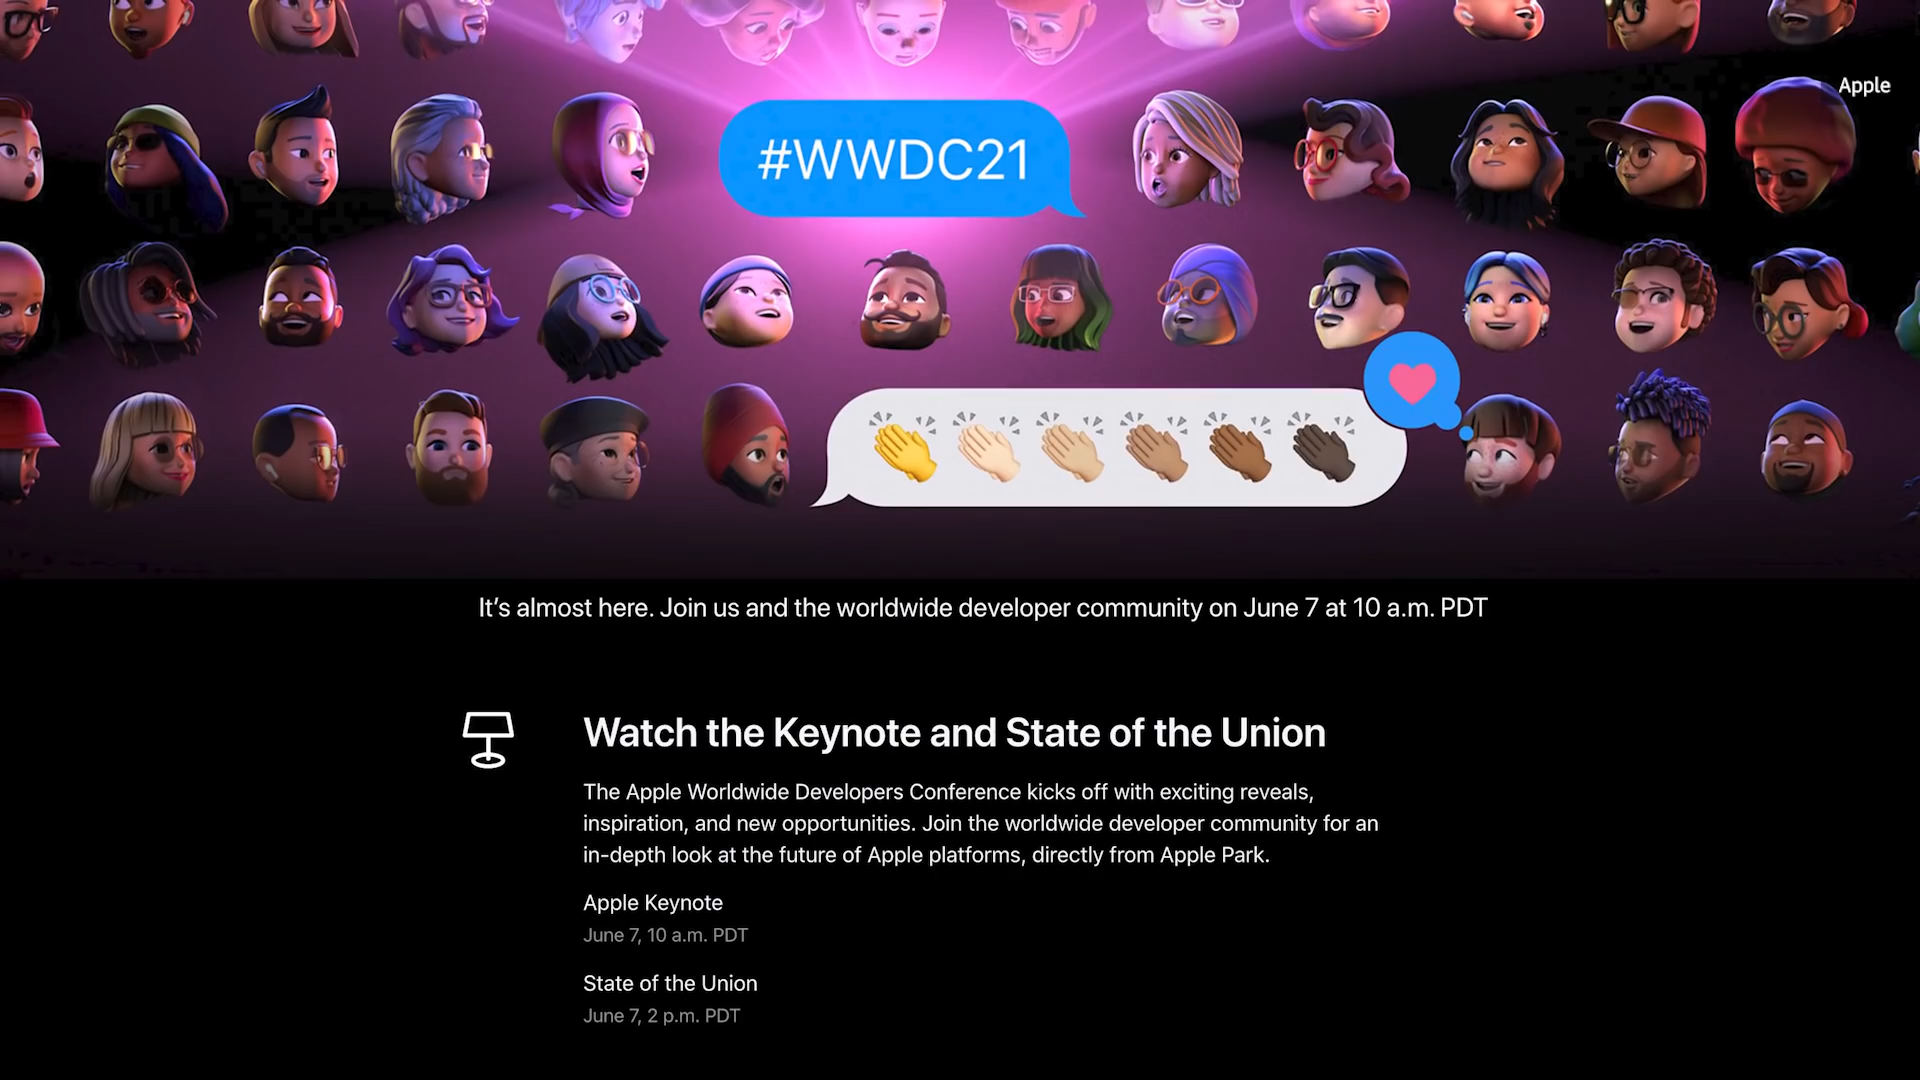 Apple
#WWDC21
It’s almost here. Join us and the worldwide developer community on June 7 at 10 a.m. PDT
Watch the Keynote and State of the Union
The Apple Worldwide Developers Conference kicks off with exciting reveals,
inspiration, and new opportunities. Join the worldwide developer community for an
in-depth look at the future of Apple platforms, directly from Apple Park.
Apple Keynote
June 7, 10 a.m. PDT
State of the Union
June 7, 2 p.m. PDT